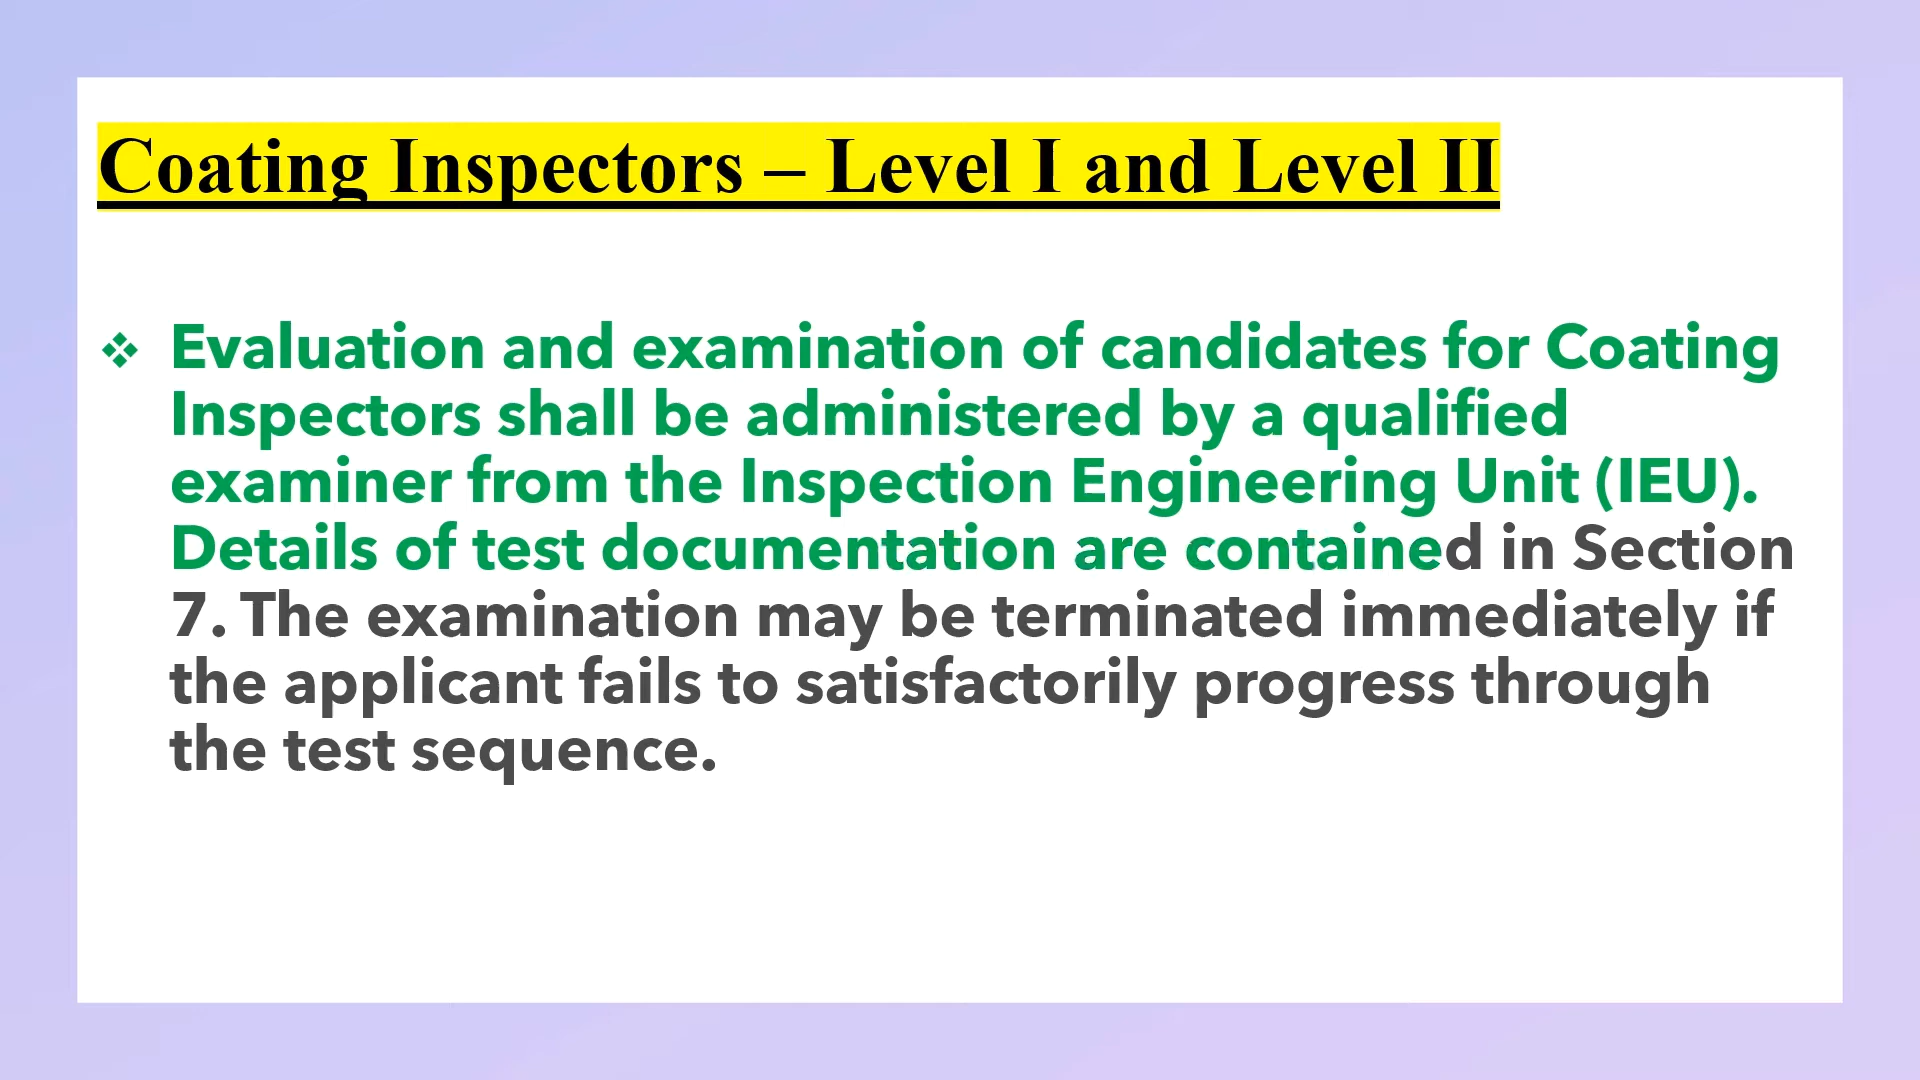 Coating Inspectors – Level I and Level II
❖ Evaluation and examination of candidates for Coating
Inspectors shall be administered by a qualified
examiner from the Inspection Engineering Unit (IEU).
Details of test documentation are contained in Section
7. The examination may be terminated immediately if
the applicant fails to satisfactorily progress through
the test sequence.